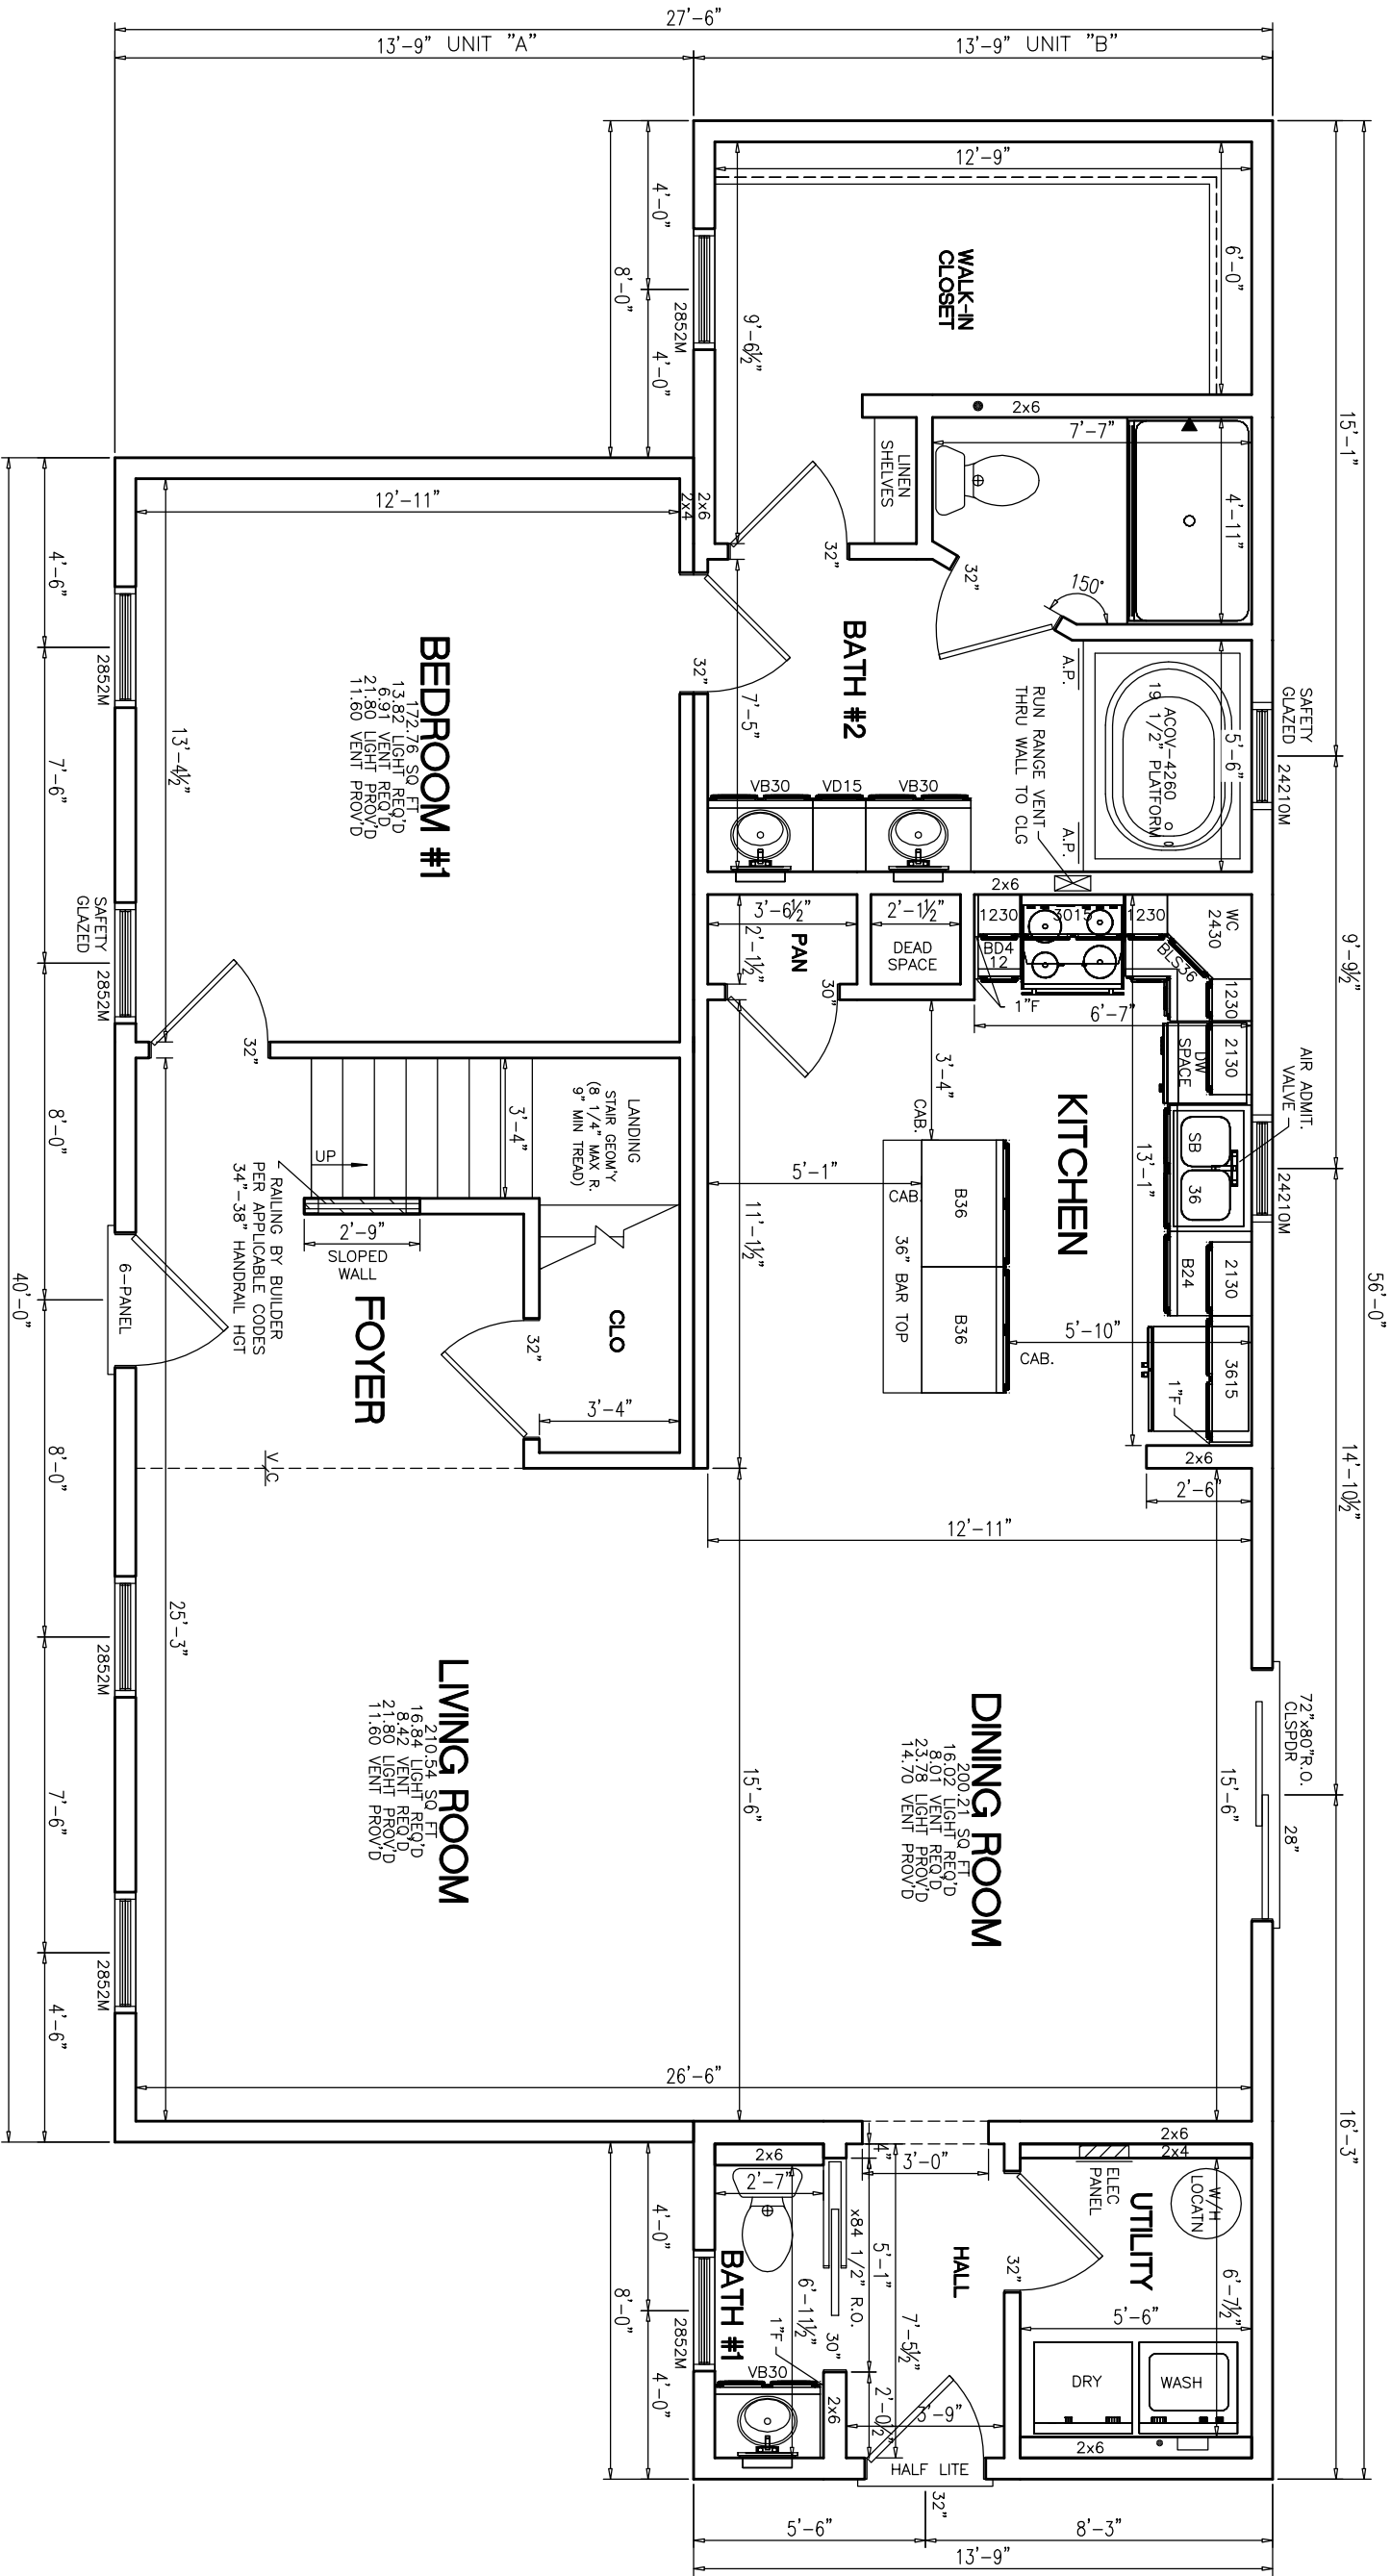 27'-6"
13'-9" UNIT "A"
13'-9" UNIT "B"
12'-9"
4'-0"
8'-0"
4'-0"
2852M
9'-6½"
WALK-IN
CLOSET
6'-0"
15'-1"
56'-0"
2x6
7'-7"
LINEN
SHELVES
4'-11"
32"
32"
150°
12'-11"
2x6
2x4
4'-6"
2852M
7'-6"
13'-4½"
BEDROOM #1
172.76 SQ FT
13.82 LIGHT REQ'D
6.91 VENT REQ'D
21.80 LIGHT PROV'D
11.60 VENT PROV'D
32"
7'-5"
BATH #2
A.P.
RUN RANGE VENT
THRU WALL TO CLG
A.P.
ACOV-4260
19 1/2" PLATFORM
5'-6"
SAFETY
GLAZED
24210M
VB30
VD15
VB30
SAFETY
GLAZED
2852M
32"
2x6
3'-6½"
2'-1½"
PAN
30"
2'-1½"
DEAD
SPACE
1230
3015
1230
WC
2430
BD4
12
BLS36
1230
1"F
6'-7"
9'-9½"
3'-4"
CAB.
KITCHEN
DW
SPACE
2130
AIR ADMIT.
VALVE
SB
36
24210M
13'-1"
B24
2130
5'-1"
CAB.
B36
B36
36" BAR TOP
11'-1½"
5'-10"
CAB.
3615
1"F
2x6
2'-6"
14'-10½"
8'-0"
UP
3'-4"
LANDING
STAIR GEOM'Y
(8 1/4" MAX R.
9" MIN TREAD)
RAILING BY BUILDER
PER APPLICABLE CODES
34"-38" HANDRAIL HGT
2'-9"
SLOPED
WALL
6-PANEL
FOYER
32"
CLO
3'-4"
40'-0"
8'-0"
V.C
12'-11"
25'-3"
2852M
LIVING ROOM
210.54 SQ FT
16.84 LIGHT REQ'D
8.42 VENT REQ'D
21.80 LIGHT PROV'D
11.60 VENT PROV'D
7'-6"
2852M
4'-6"
15'-6"
DINING ROOM
200.21 SQ FT
16.02 LIGHT REQ'D
8.01 VENT REQ'D
23.78 LIGHT PROV'D
14.70 VENT PROV'D
15'-6"
72"x80"R.O.
CLSPDR
28"
26'-6"
16'-3"
2x6
2x4
2x6
4"
3'-0"
2'-7"
ELEC
PANEL
W/H
LOCATN
UTILITY
6'-7½"
4'-0"
8'-0"
2852M
4'-0"
BATH #1
6'-11½"
x84 1/2" R.O.
30"
5'-1"
7'-5½"
HALL
32"
5'-6"
1"F
VB30
2x6
2'-0½"
3'-9"
DRY
WASH
2x6
HALF LITE
32"
5'-6"
8'-3"
13'-9"